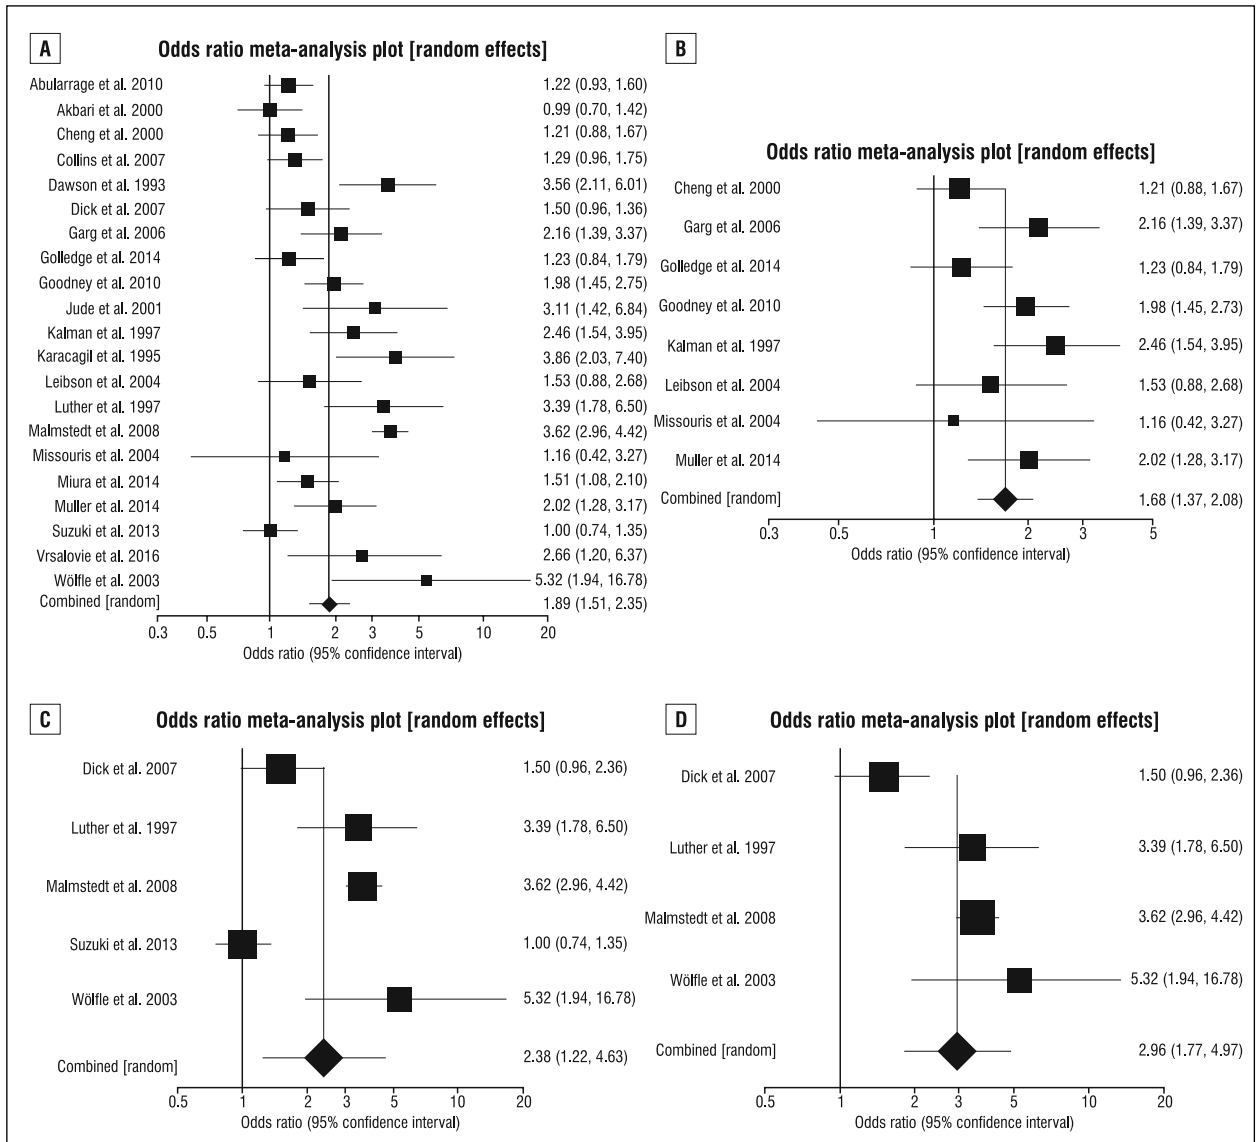 A
Odds ratio meta-analysis plot [random effects]
Abularrage et al. 2010 1.22 (0.93, 1.60)
Akbari et al. 2000 0.99 (0.70, 1.42)
Cheng et al. 2000 1.21 (0.88, 1.67)
Collins et al. 2007 1.29 (0.96, 1.75)
Dawson et al. 1993 3.56 (2.11, 6.01)
Dick et al. 2007 1.50 (0.96, 1.36)
Garg et al. 2006 2.16 (1.39, 3.37)
Golledge et al. 2014 1.23 (0.84, 1.79)
Goodney et al. 2010 1.98 (1.45, 2.75)
Jude et al. 2001 3.11 (1.42, 6.84)
Kalman et al. 1997 2.46 (1.54, 3.95)
Karacagil et al. 1995 3.86 (2.03, 7.40)
Leibson et al. 2004 1.53 (0.88, 2.68)
Luther et al. 1997 3.39 (1.78, 6.50)
Malmstedt et al. 2008 3.62 (2.96, 4.42)
Missouris et al. 2004 1.16 (0.42, 3.27)
Miura et al. 2014 1.51 (1.08, 2.10)
Muller et al. 2014 2.02 (1.28, 3.17)
Suzuki et al. 2013 1.00 (0.74, 1.35)
Vrsalovie et al. 2016 2.66 (1.20, 6.37)
Wölfle et al. 2003 5.32 (1.94, 16.78)
Combined [random] 1.89 (1.51, 2.35)
0.3 0.5 1 2 3 5 10 20
Odds ratio (95% confidence interval)
B
Odds ratio meta-analysis plot [random effects]
Cheng et al. 2000 1.21 (0.88, 1.67)
Garg et al. 2006 2.16 (1.39, 3.37)
Golledge et al. 2014 1.23 (0.84, 1.79)
Goodney et al. 2010 1.98 (1.45, 2.73)
Kalman et al. 1997 2.46 (1.54, 3.95)
Leibson et al. 2004 1.53 (0.88, 2.68)
Missouris et al. 2004 1.16 (0.42, 3.27)
Muller et al. 2014 2.02 (1.28, 3.17)
Combined [random] 1.68 (1.37, 2.08)
0.3 0.5 1 2 3 5
Odds ratio (95% confidence interval)
C
Odds ratio meta-analysis plot [random effects]
Dick et al. 2007 1.50 (0.96, 2.36)
Luther et al. 1997 3.39 (1.78, 6.50)
Malmstedt et al. 2008 3.62 (2.96, 4.42)
Suzuki et al. 2013 1.00 (0.74, 1.35)
Wölfle et al. 2003 5.32 (1.94, 16.78)
Combined [random] 2.38 (1.22, 4.63)
0.5 1 2 3 5 10 20
Odds ratio (95% confidence interval)
D
Odds ratio meta-analysis plot [random effects]
Dick et al. 2007 1.50 (0.96, 2.36)
Luther et al. 1997 3.39 (1.78, 6.50)
Malmstedt et al. 2008 3.62 (2.96, 4.42)
Wölfle et al. 2003 5.32 (1.94, 16.78)
Combined [random] 2.96 (1.77, 4.97)
0.5 1 2 3 5 10 20
Odds ratio (95% confidence interval)